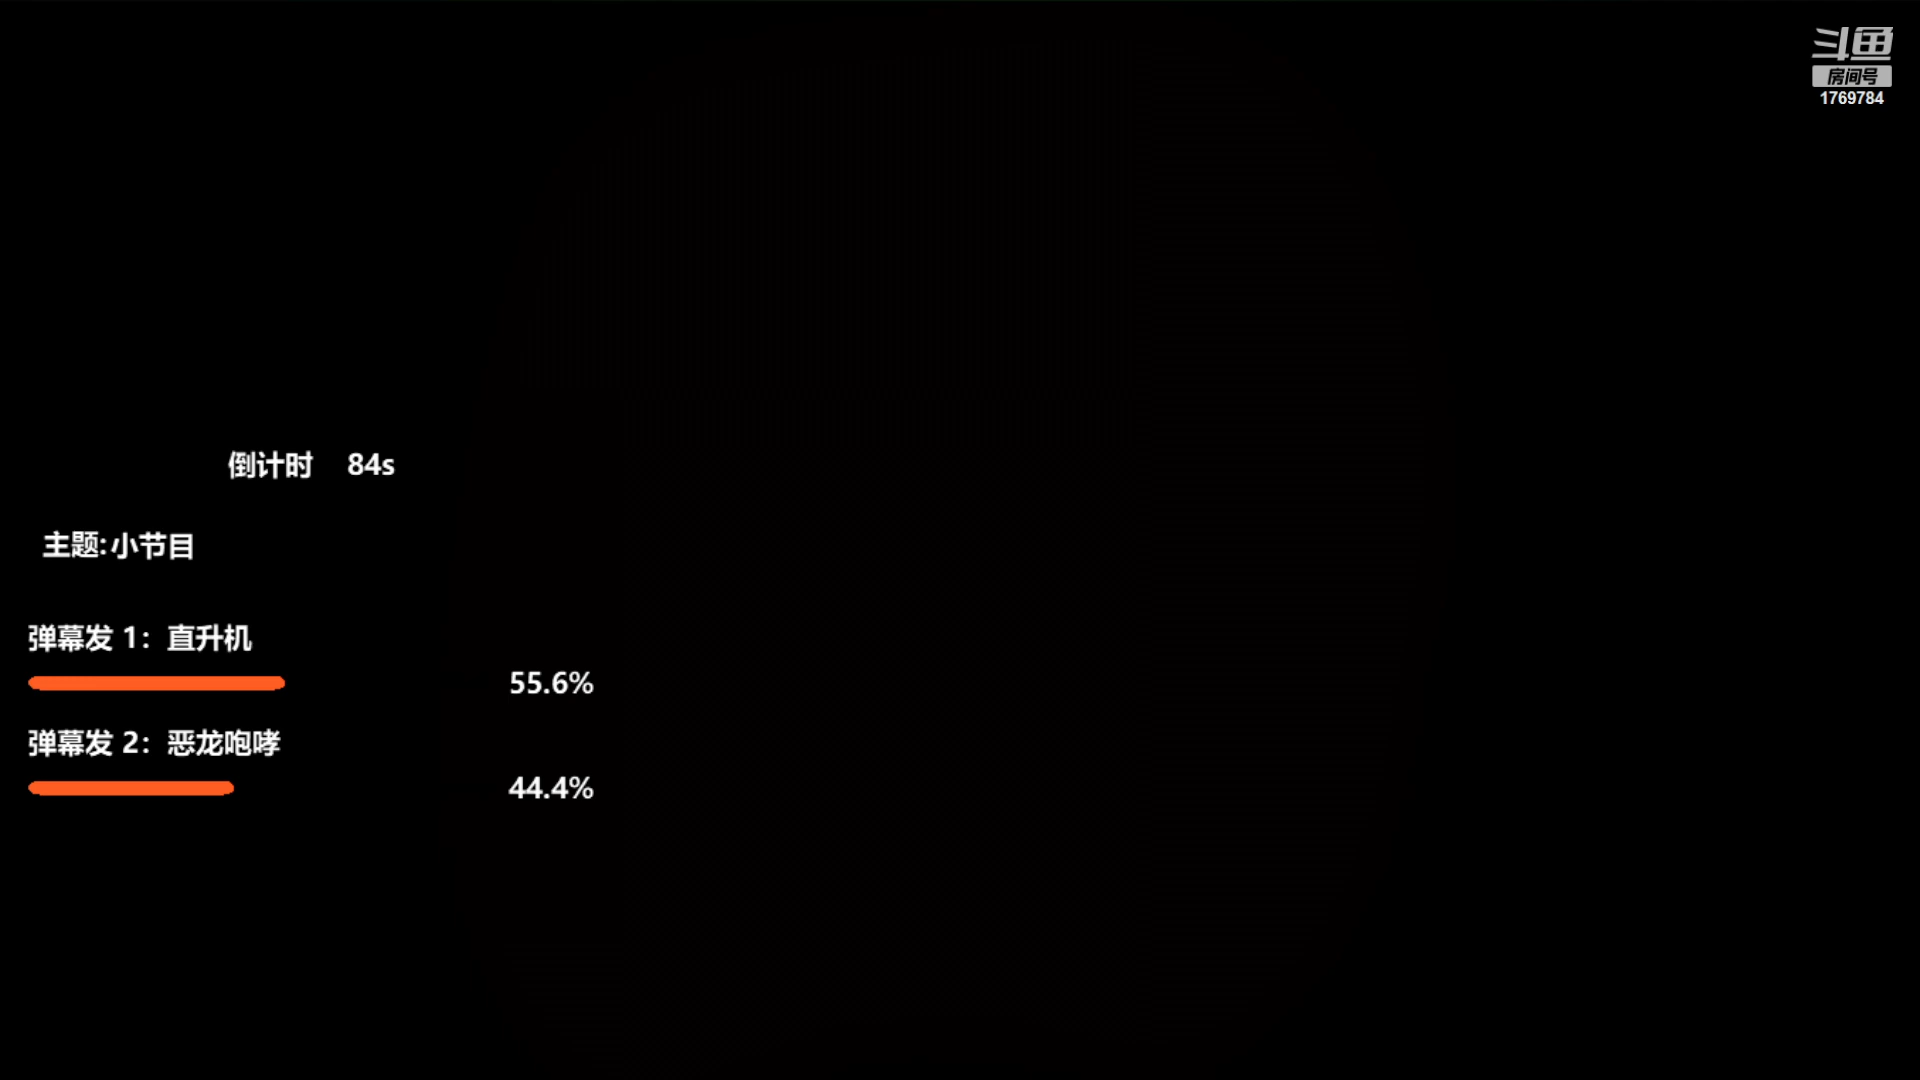 斗鱼
房间号
1769784
倒计时 84s
主题:小节目
弹幕发 1：直升机
55.6%
弹幕发 2：恶龙咆哮
44.4%